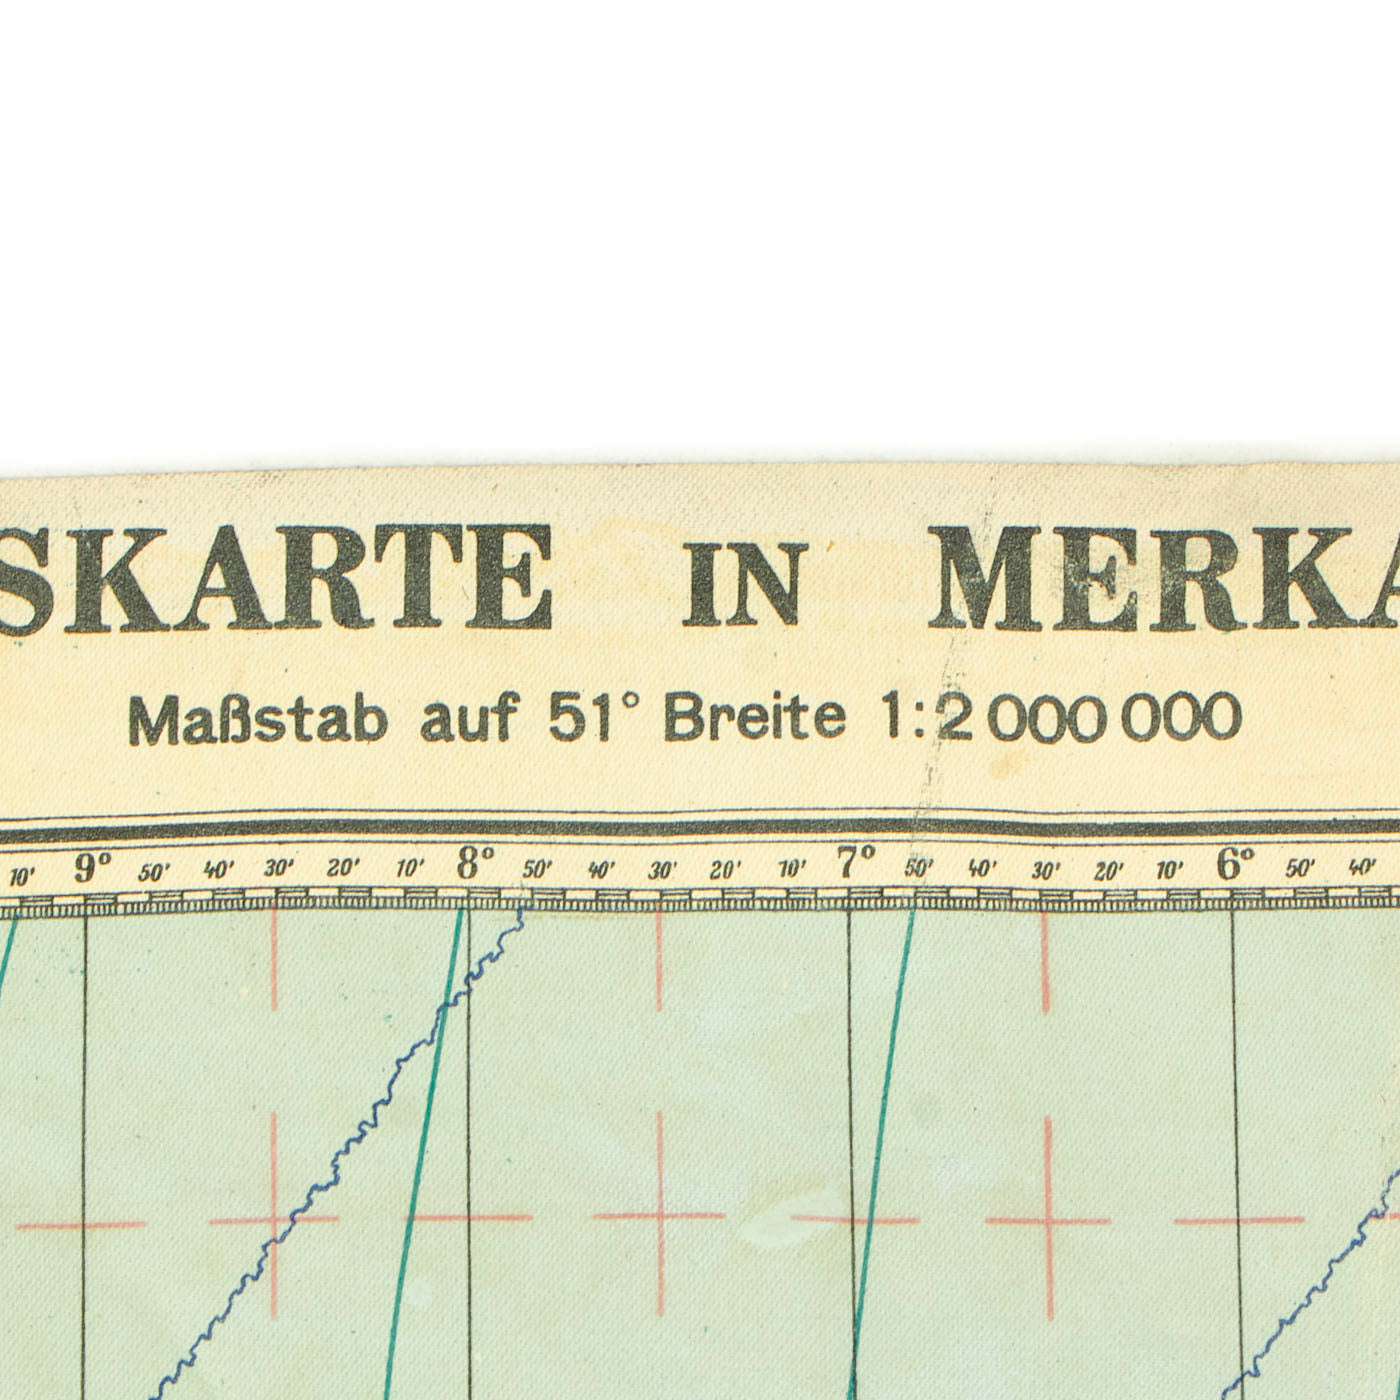 SKARTE IN MERKA
Maßstab auf 51° Breite 1:2 000 000
10' 9° 50' 40' 30' 20' 10' 8° 50' 40' 30' 20' 10' 7° 50' 40' 30' 20' 10' 6° 50' 40'